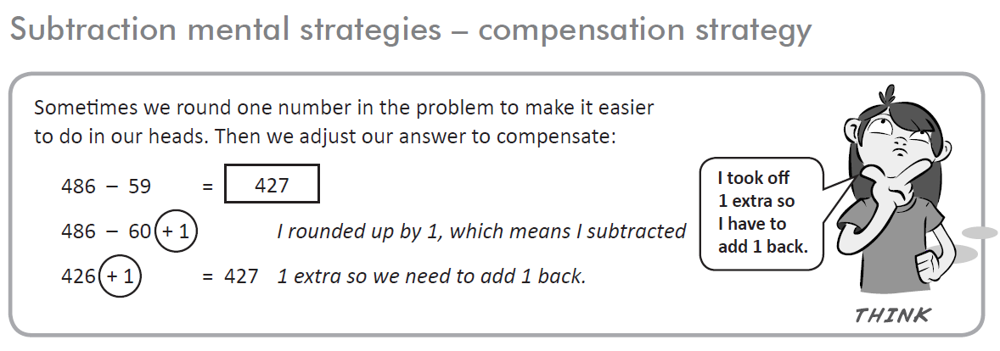 Subtraction mental strategies – compensation strategy
Sometimes we round one number in the problem to make it easier
to do in our heads. Then we adjust our answer to compensate:
486 – 59 = 427
486 – 60 + 1 I rounded up by 1, which means I subtracted
426 + 1 = 427 1 extra so we need to add 1 back.
I took off
1 extra so
I have to
add 1 back.
THINK